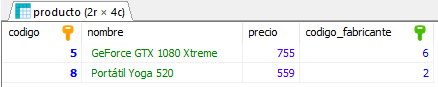 producto (2r × 4c)
codigo nombre precio codigo_fabricante
5 GeForce GTX 1080 Xtreme 755 6
8 Portátil Yoga 520 559 2